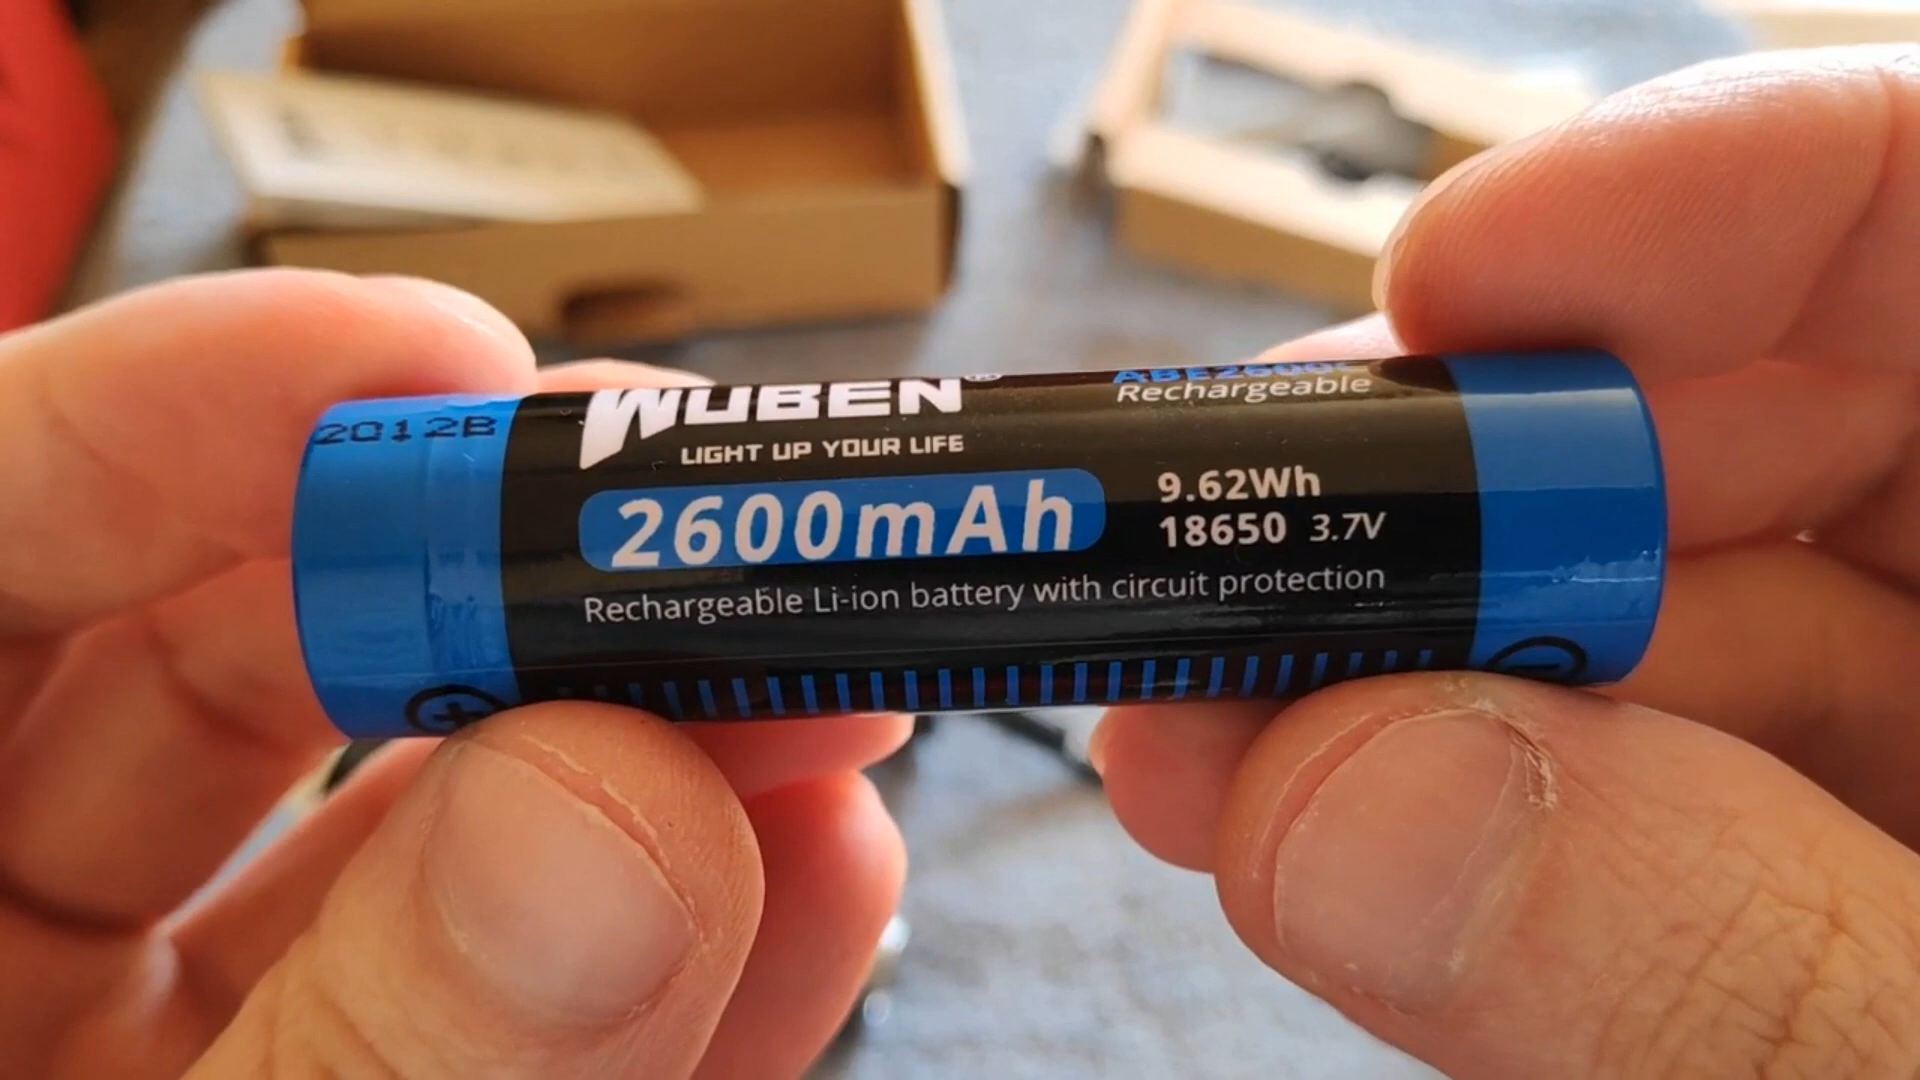 2012B
WUBEN®
LIGHT UP YOUR LIFE
2600mAh
Rechargeable
9.62Wh
18650 3.7V
Rechargeable Li-ion battery with circuit protection